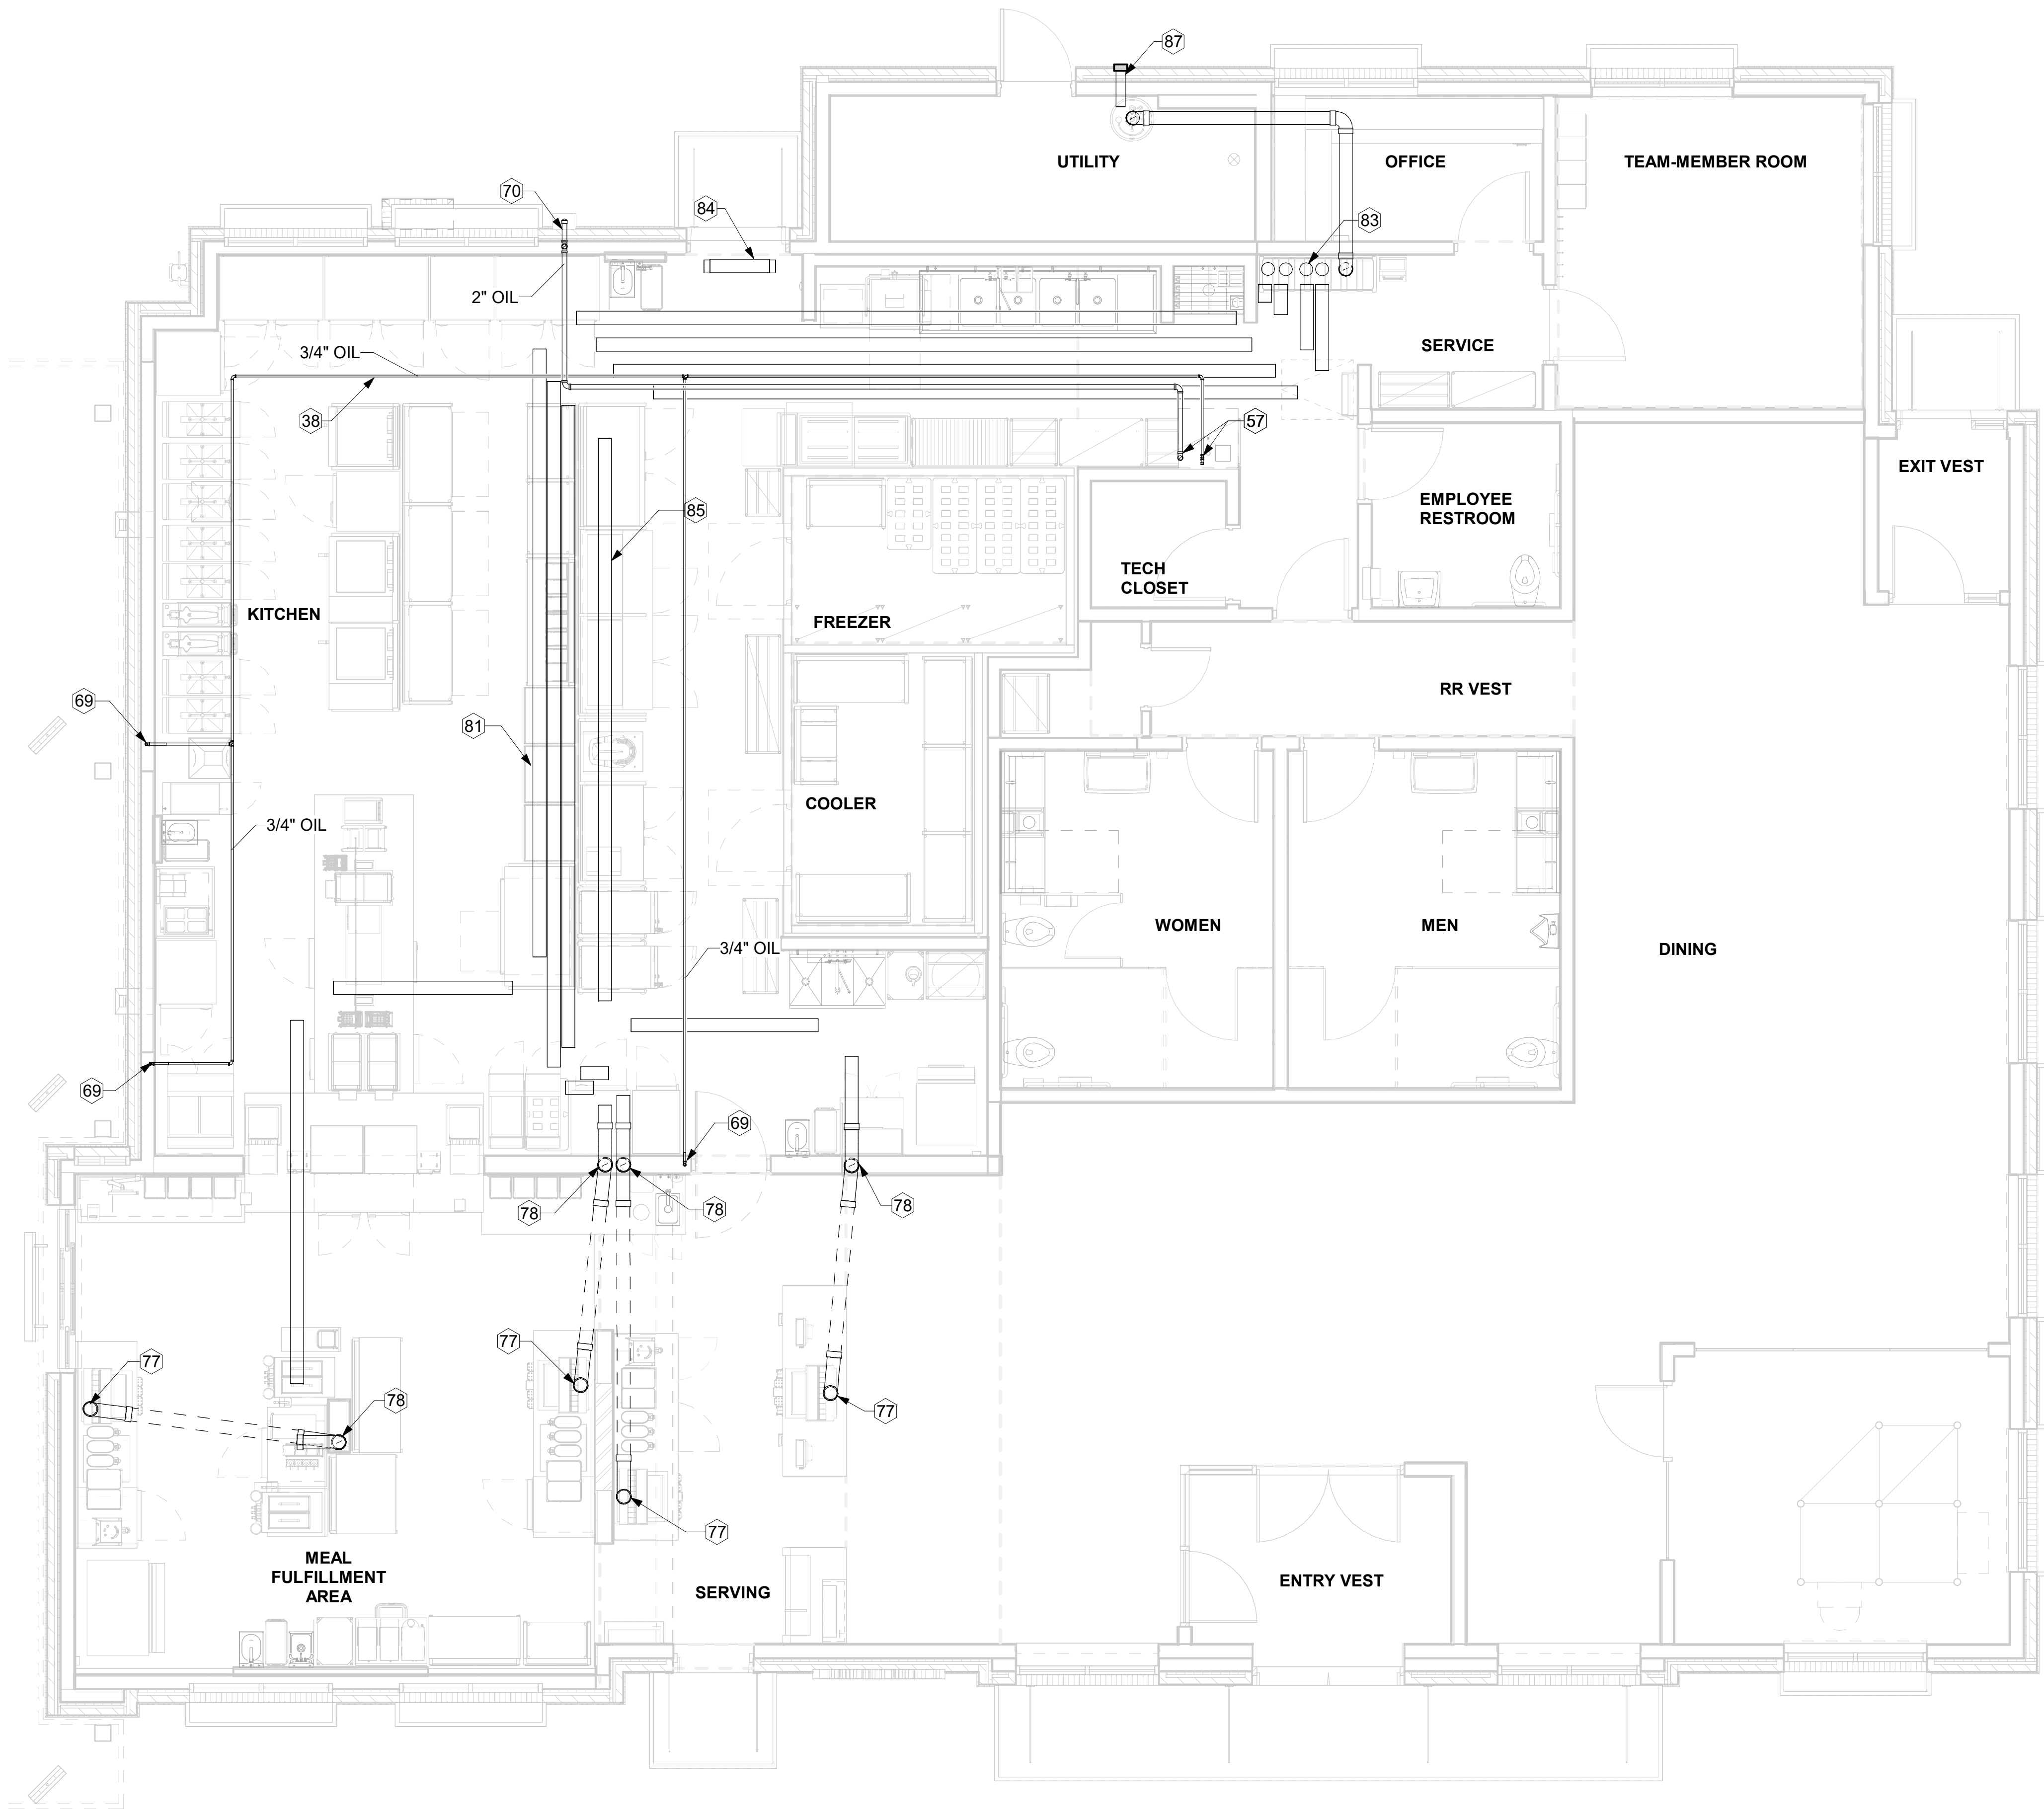 87
UTILITY
OFFICE
TEAM-MEMBER ROOM
70
84
83
2" OIL
3/4" OIL
SERVICE
38
57
EXIT VEST
EMPLOYEE
RESTROOM
85
TECH
CLOSET
KITCHEN
FREEZER
RR VEST
69
81
COOLER
3/4" OIL
WOMEN
MEN
3/4" OIL
DINING
69
69
78
78
78
77
77
78
77
77
MEAL
FULFILLMENT
AREA
SERVING
ENTRY VEST